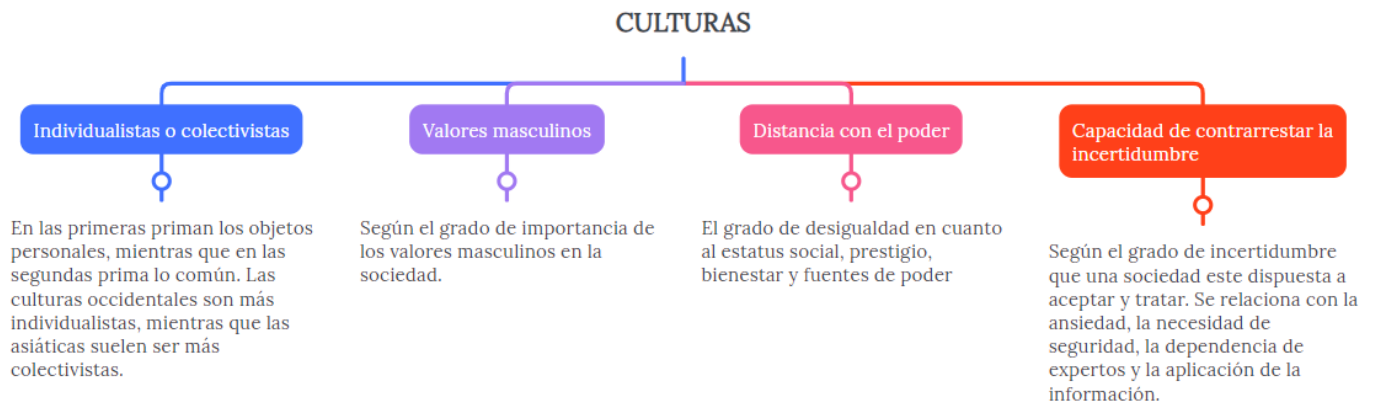 CULTURAS
Individualistas o colectivistas
En las primeras priman los objetos
personales, mientras que en las
segundas prima lo común. Las
culturas occidentales son más
individualistas, mientras que las
asiáticas suelen ser más
colectivistas.
Valores masculinos
Según el grado de importancia de
los valores masculinos en la
sociedad.
Distancia con el poder
El grado de desigualdad en cuanto
al estatus social, prestigio,
bienestar y fuentes de poder
Capacidad de contrarrestar la
incertidumbre
Según el grado de incertidumbre
que una sociedad este dispuesta a
aceptar y tratar. Se relaciona con la
ansiedad, la necesidad de
seguridad, la dependencia de
expertos y la aplicación de la
información.